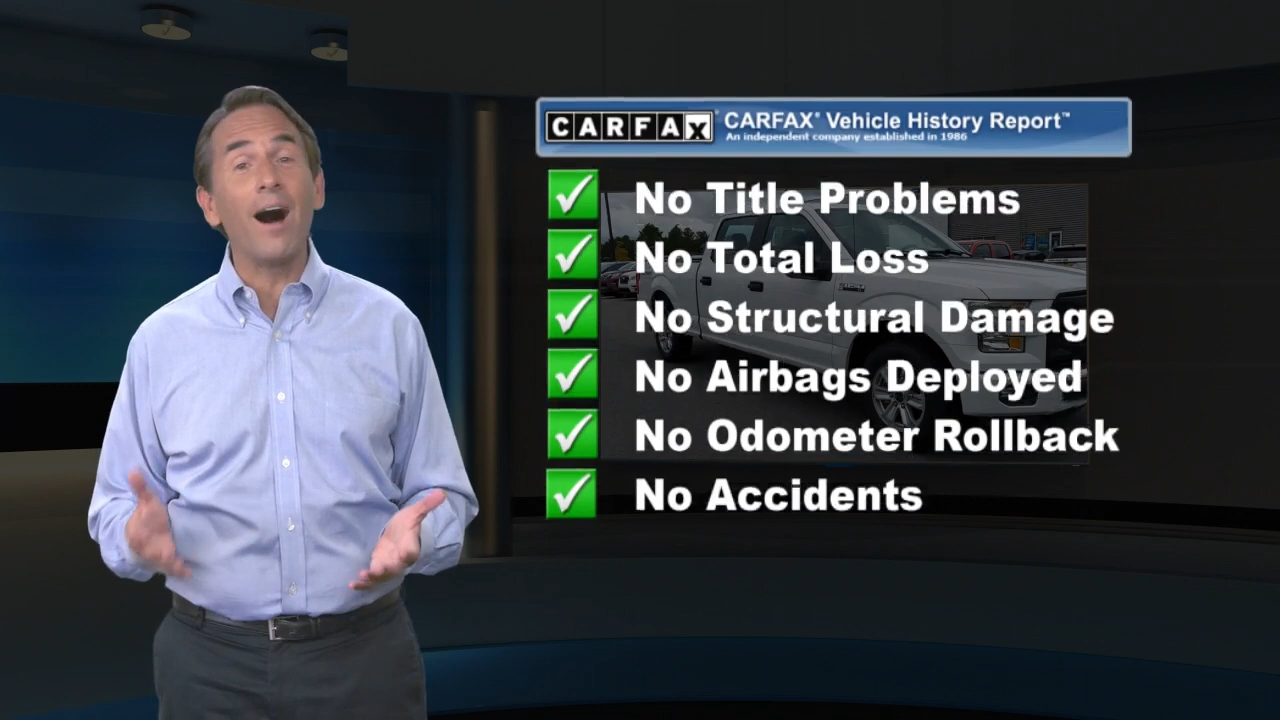 CARFAX CARFAX® Vehicle History Report™
An independent company established in 1986
No Title Problems
No Total Loss
No Structural Damage
No Airbags Deployed
No Odometer Rollback
No Accidents